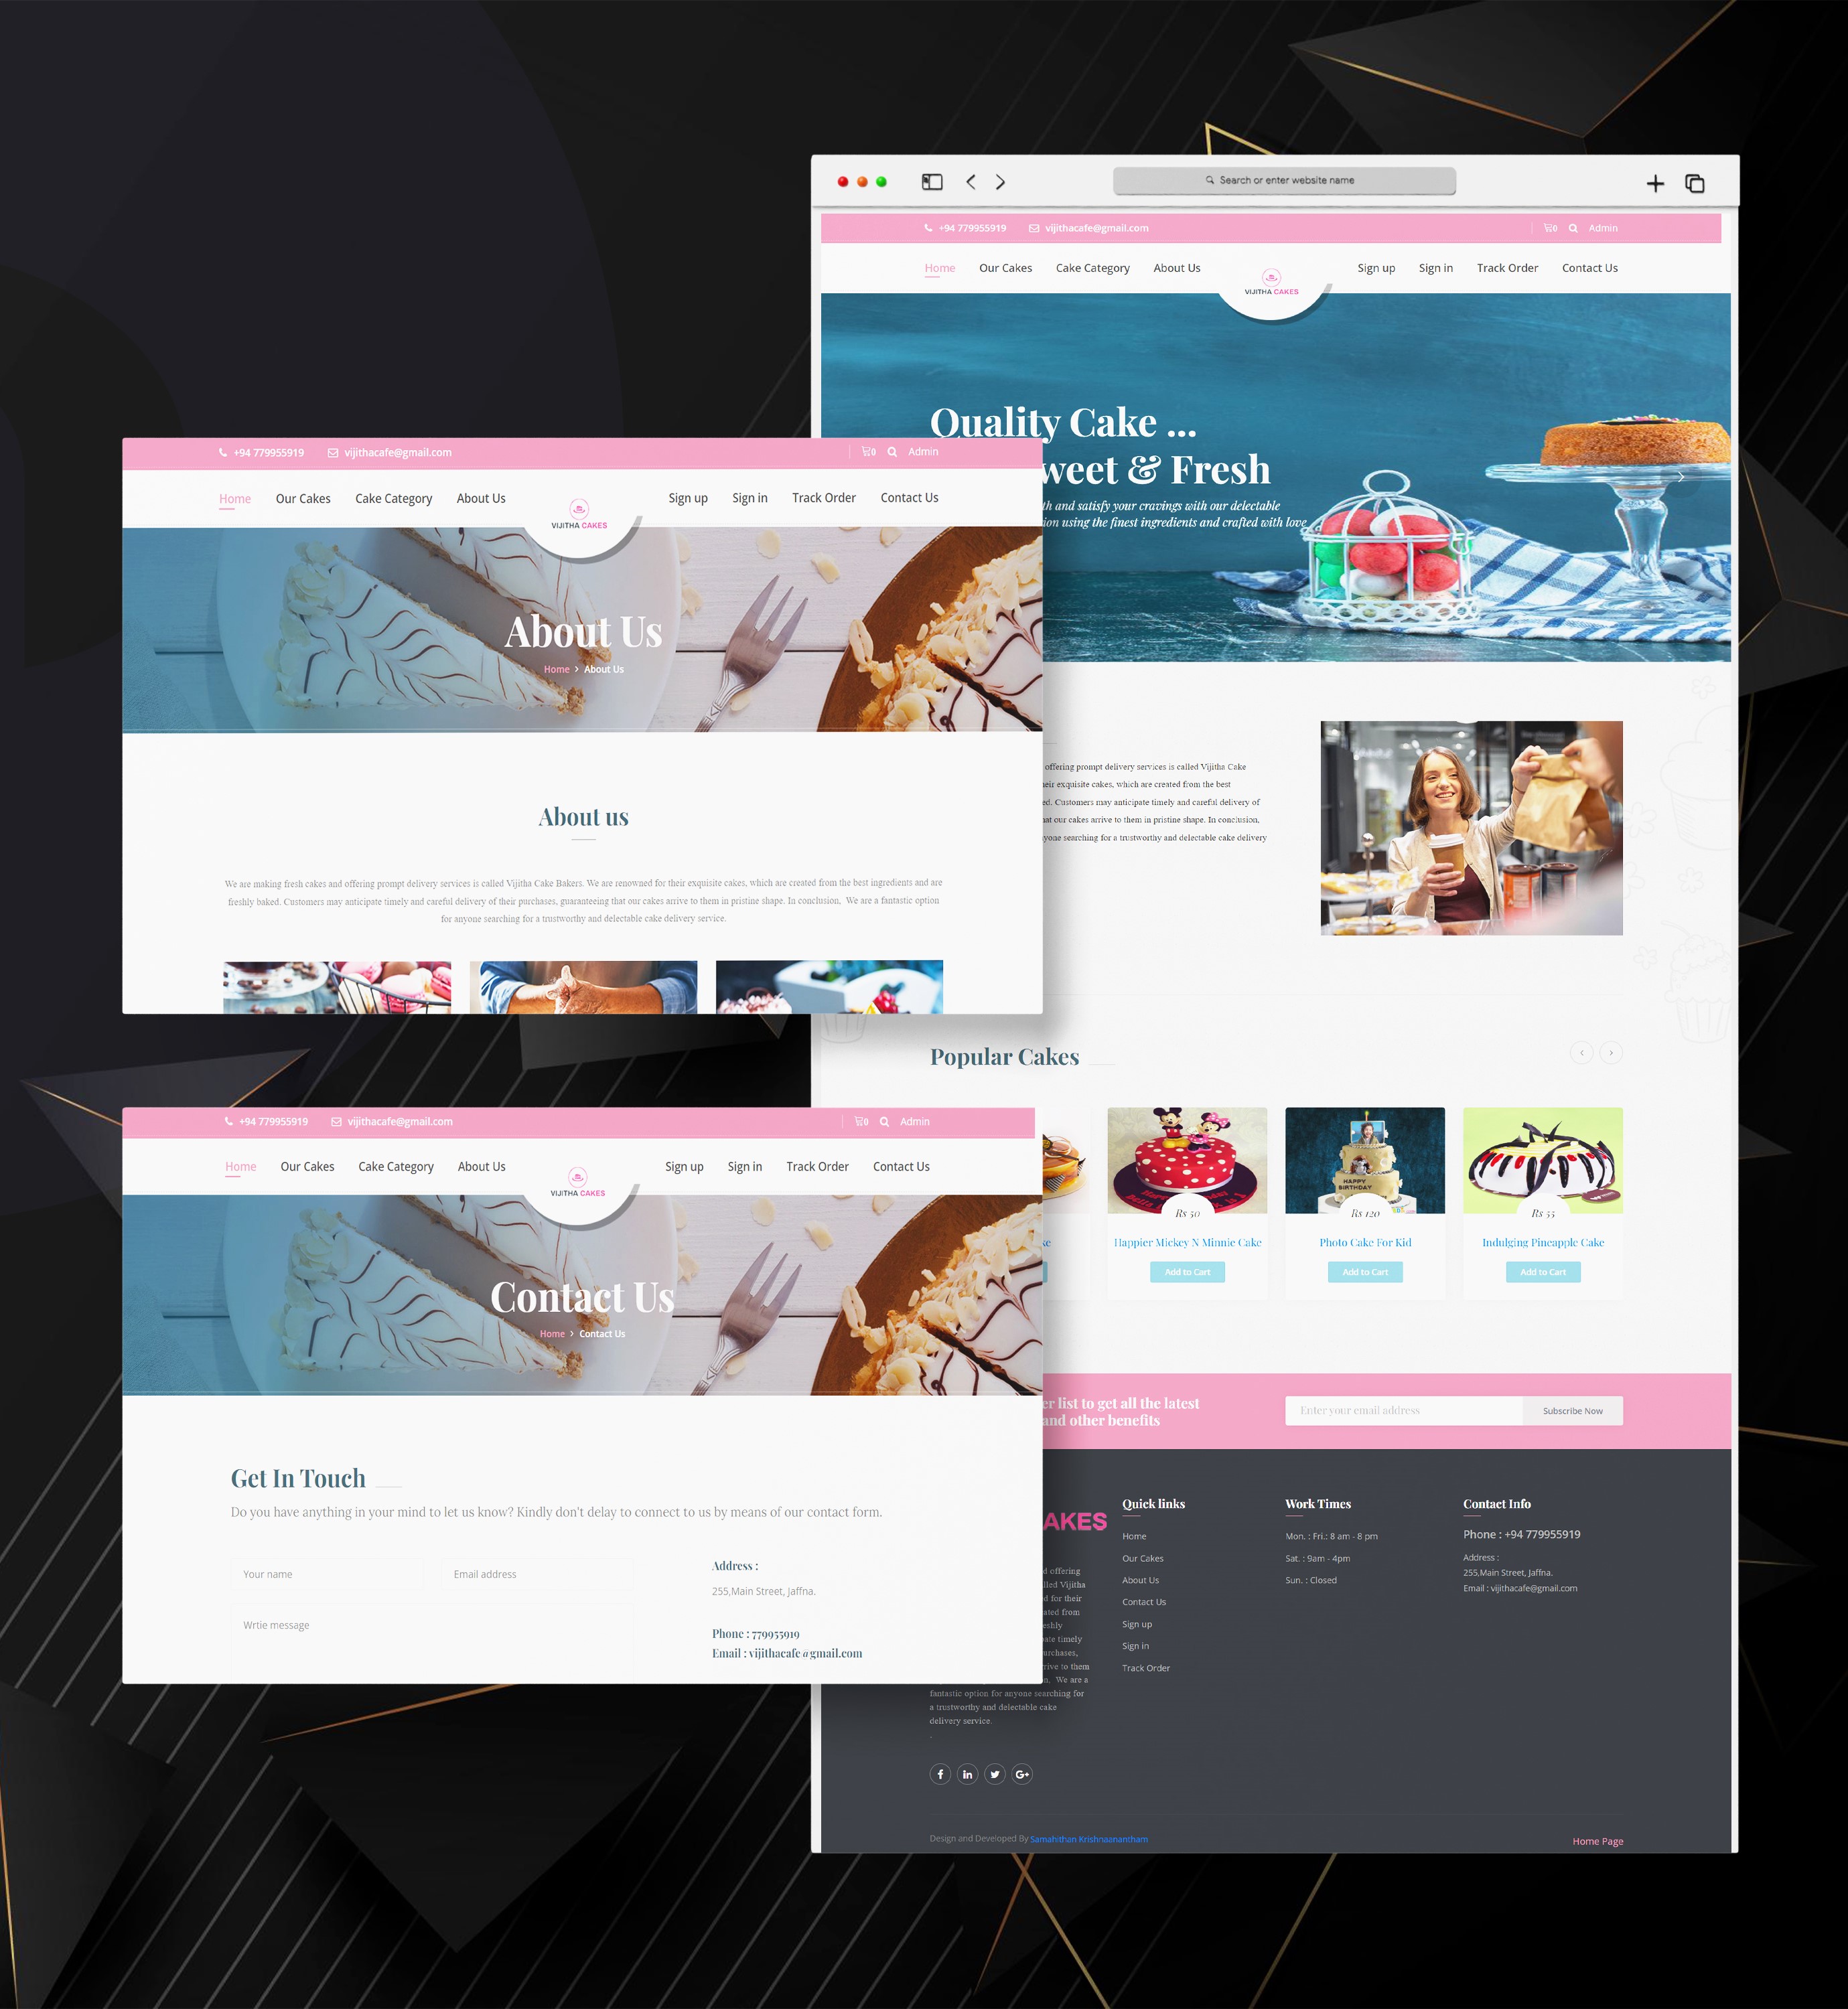 Search or enter website name
+94 779955919 vijithacafe@gmail.com 0 Admin
Home Our Cakes Cake Category About Us VIJITHA CAKES Sign up Sign in Track Order Contact Us
Quality Cake ...
weet & Fresh
th and satisfy your cravings with our delectable
ion using the finest ingredients and crafted with love
offering prompt delivery services is called Vijitha Cake
eir exquisite cakes, which are created from the best
ed. Customers may anticipate timely and careful delivery of
hat our cakes arrive to them in pristine shape. In conclusion,
yone searching for a trustworthy and delectable cake delivery
Popular Cakes
HAPPY
BIRTHDAY
Rs 50 Rs 120 Rs 55
ke Happier Mickey N Minnie Cake Photo Cake For Kid Indulging Pineapple Cake
Add to Cart Add to Cart Add to Cart
er list to get all the latest
and other benefits
Enter your email address Subscribe Now
AKES
d offering
lled Vijitha
d for their
ated from
eshly
ate timely
urchases,
rive to them
n. We are a
fantastic option for anyone searching for
a trustworthy and delectable cake
delivery service.
.
Quick links
Home
Our Cakes
About Us
Contact Us
Sign up
Sign in
Track Order
Work Times
Mon. : Fri.: 8 am - 8 pm
Sat. : 9am - 4pm
Sun. : Closed
Contact Info
Phone : +94 779955919
Address :
255,Main Street, Jaffna.
Email : vijithacafe@gmail.com
Design and Developed By Samahithan Krishnaanantham
Home Page
+94 779955919 vijithacafe@gmail.com 0 Admin
Home Our Cakes Cake Category About Us VIJITHA CAKES Sign up Sign in Track Order Contact Us
About Us
Home > About Us
About us
We are making fresh cakes and offering prompt delivery services is called Vijitha Cake Bakers. We are renowned for their exquisite cakes, which are created from the best ingredients and are
freshly baked. Customers may anticipate timely and careful delivery of their purchases, guaranteeing that our cakes arrive to them in pristine shape. In conclusion, We are a fantastic option
for anyone searching for a trustworthy and delectable cake delivery service.
+94 779955919 vijithacafe@gmail.com 0 Admin
Home Our Cakes Cake Category About Us VIJITHA CAKES Sign up Sign in Track Order Contact Us
Contact Us
Home > Contact Us
Get In Touch
Do you have anything in your mind to let us know? Kindly don't delay to connect to us by means of our contact form.
Your name Email address
Wrtie message
Address :
255,Main Street, Jaffna.
Phone : 779955919
Email : vijithacafe@gmail.com